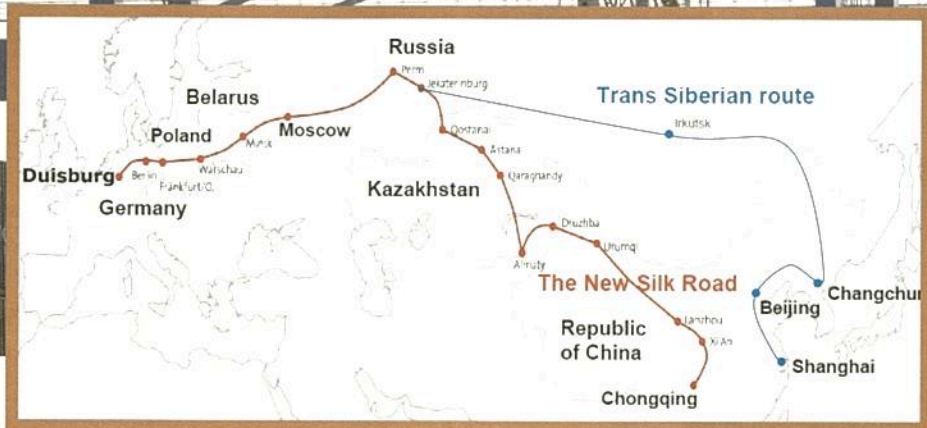 Russia
Perm
Jekaterinburg
Trans Siberian route
Belarus
Irkutsk
Moscow
Qostanai
Poland
Minsk
Astana
Warschau
Duisburg
Berlin
Frankfurt/O.
Qaraghandy
Kazakhstan
Germany
Druzhba
Urumqi
Almaty
The New Silk Road
Changchun
Beijing
Lanzhou
Republic
of China
Xi An
Shanghai
Chongqing